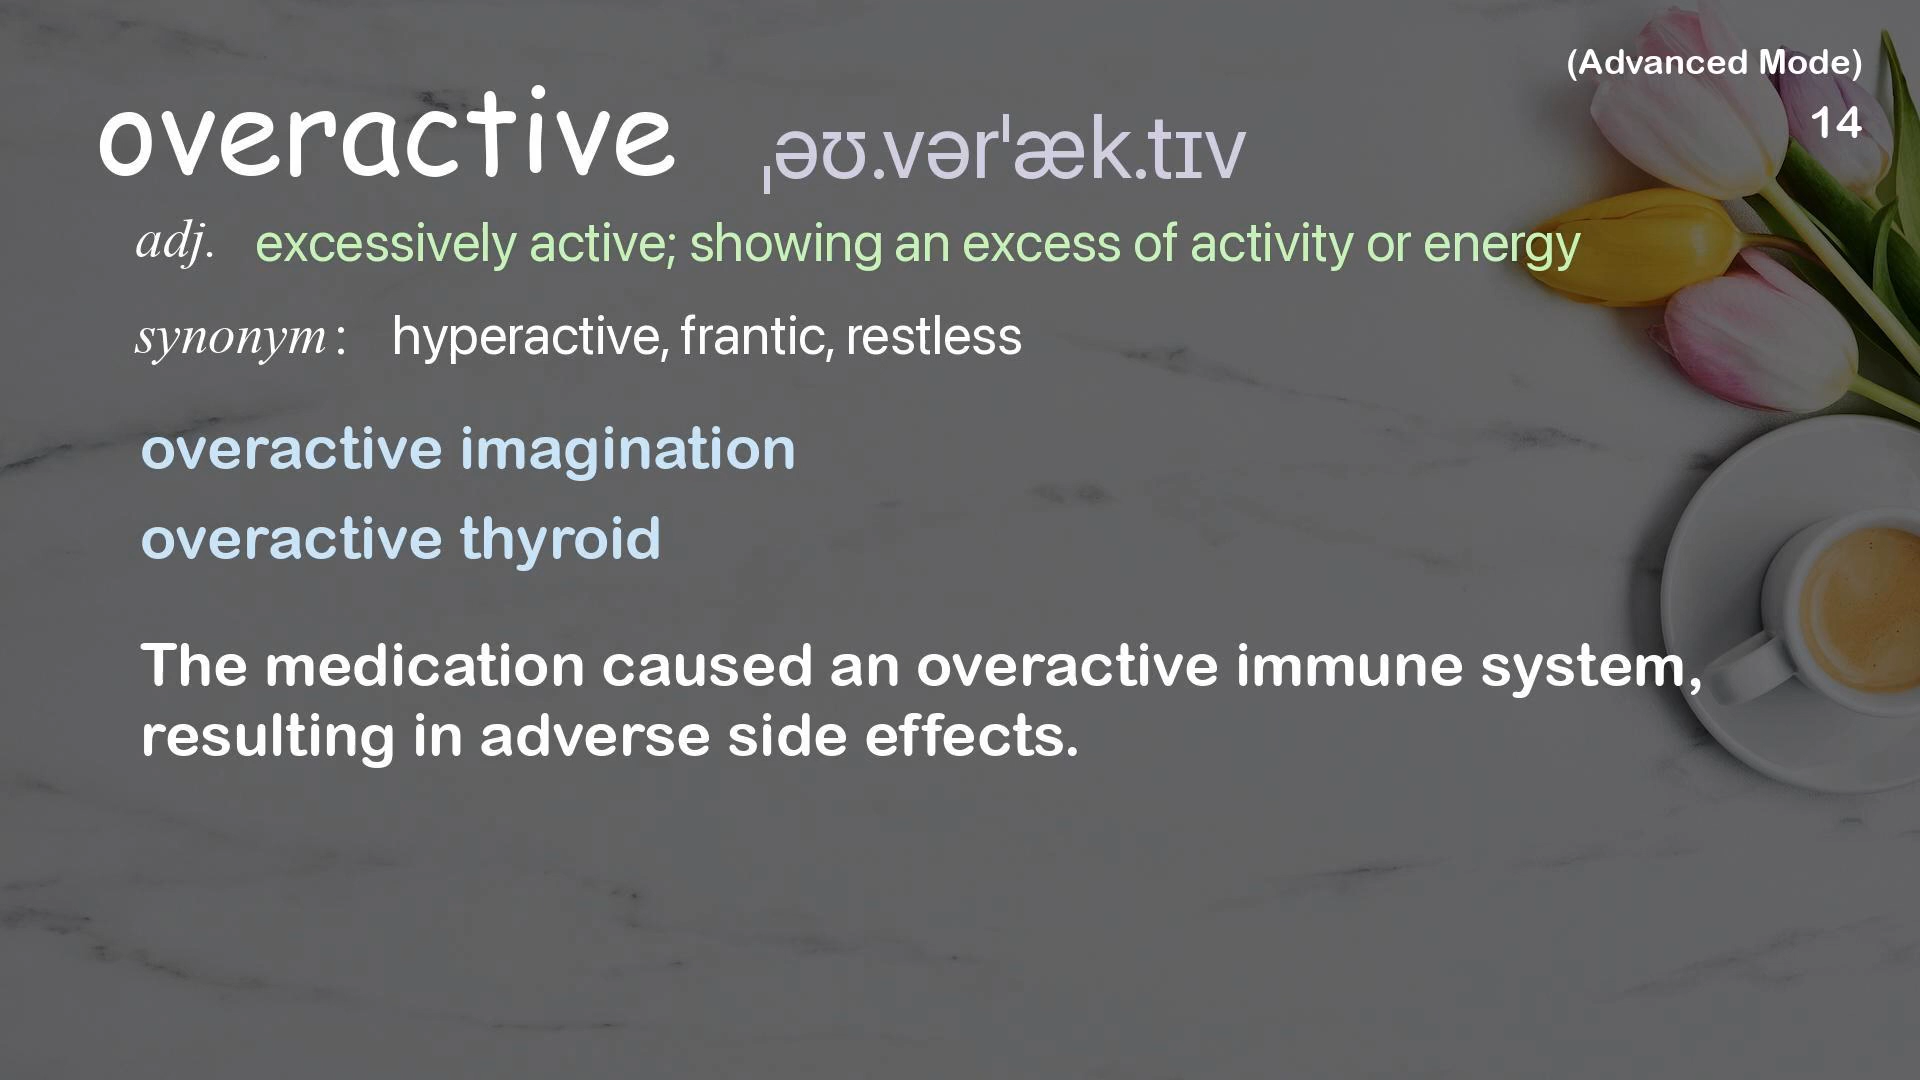 (Advanced Mode)
14
overactive ˌəʊ.vərˈæk.tɪv
adj. excessively active; showing an excess of activity or energy
synonym : hyperactive, frantic, restless
overactive imagination
overactive thyroid
The medication caused an overactive immune system,
resulting in adverse side effects.